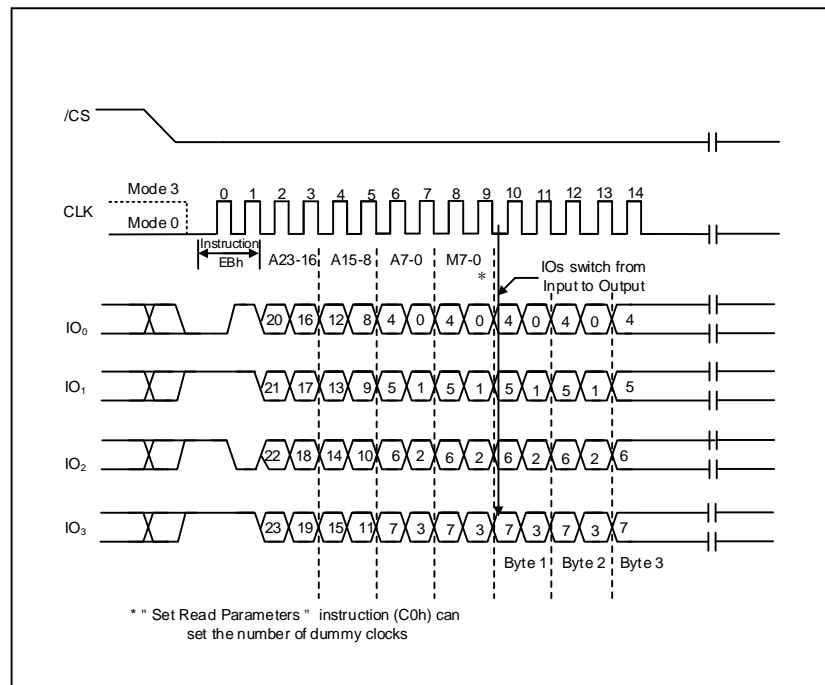 /CS
Mode 3
0 1 2 3 4 5 6 7 8 9 10 11 12 13 14
CLK
Mode 0
Instruction
EBh
A23-16 A15-8 A7-0 M7-0
*
IOs switch from
Input to Output
IO0 20 16 12 8 4 0 4 0 4 0 4 0 4
IO1 21 17 13 9 5 1 5 1 5 1 5 1 5
IO2 22 18 14 10 6 2 6 2 6 2 6 2 6
IO3 23 19 15 11 7 3 7 3 7 3 7 3 7
Byte 1 Byte 2 Byte 3
* " Set Read Parameters " instruction (C0h) can
set the number of dummy clocks